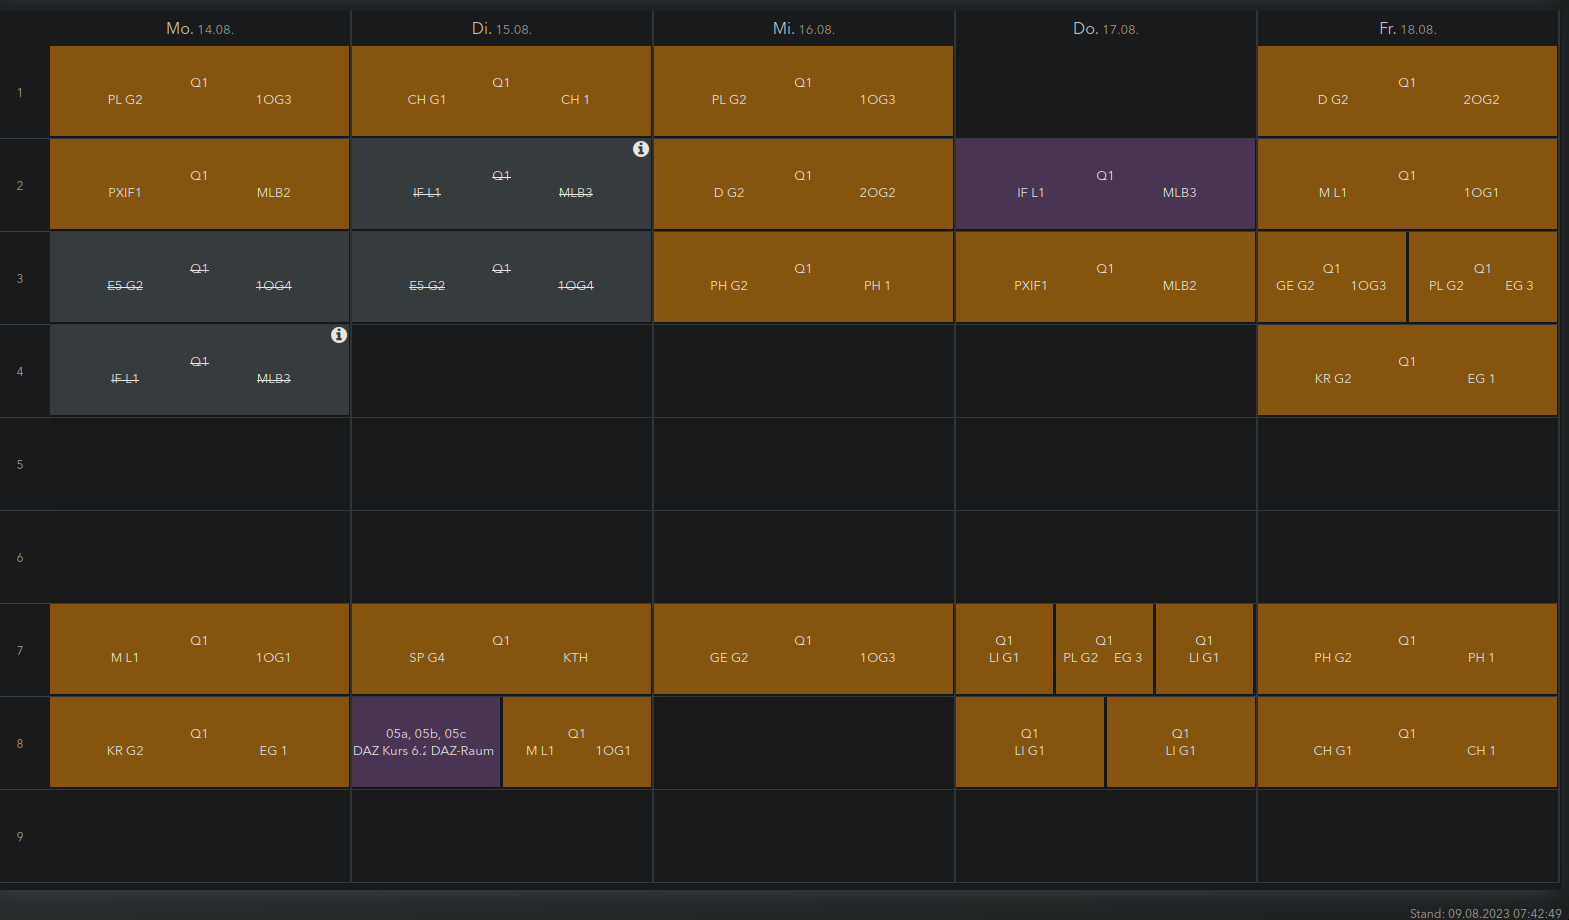 Mo. 14.08. Di. 15.08. Mi. 16.08. Do. 17.08. Fr. 18.08.
1
Q1
PL G2 1OG3
Q1
CH G1 CH 1
Q1
PL G2 1OG3
Q1
D G2 2OG2
2
Q1
PXIF1 MLB2
Q1
IF L1 MLB3
Q1
D G2 2OG2
Q1
IF L1 MLB3
Q1
M L1 1OG1
3
Q1
E5 G2 1OG4
Q1
E5 G2 1OG4
Q1
PH G2 PH 1
Q1
PXIF1 MLB2
Q1
GE G2 1OG3
Q1
PL G2 EG 3
4
Q1
IF L1 MLB3
Q1
KR G2 EG 1
5
6
7
Q1
M L1 1OG1
Q1
SP G4 KTH
Q1
GE G2 1OG3
Q1
LI G1
Q1
PL G2 EG 3
Q1
LI G1
Q1
PH G2 PH 1
8
Q1
KR G2 EG 1
05a, 05b, 05c
DAZ Kurs 6.2 DAZ-Raum
Q1
M L1 1OG1
Q1
LI G1
Q1
LI G1
Q1
CH G1 CH 1
9
Stand: 09.08.2023 07:42:49